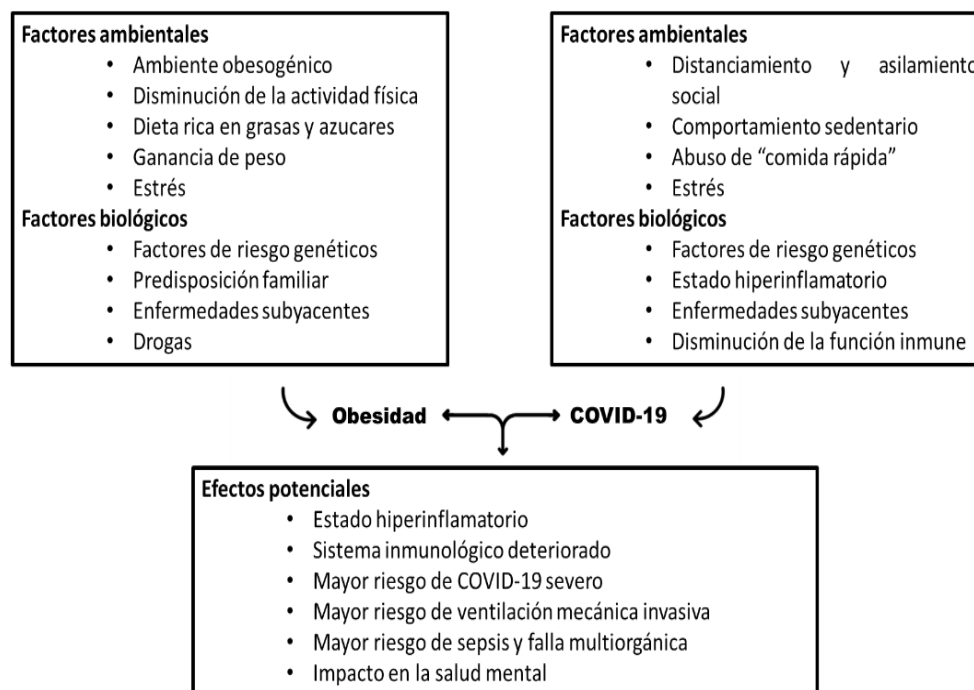 Factores ambientales
• Ambiente obesogénico
• Disminución de la actividad física
• Dieta rica en grasas y azucares
• Ganancia de peso
• Estrés
Factores biológicos
• Factores de riesgo genéticos
• Predisposición familiar
• Enfermedades subyacentes
• Drogas
Factores ambientales
• Distanciamiento y asilamiento
social
• Comportamiento sedentario
• Abuso de “comida rápida”
• Estrés
Factores biológicos
• Factores de riesgo genéticos
• Estado hiperinflamatorio
• Enfermedades subyacentes
• Disminución de la función inmune
Obesidad
COVID-19
Efectos potenciales
• Estado hiperinflamatorio
• Sistema inmunológico deteriorado
• Mayor riesgo de COVID-19 severo
• Mayor riesgo de ventilación mecánica invasiva
• Mayor riesgo de sepsis y falla multiorgánica
• Impacto en la salud mental